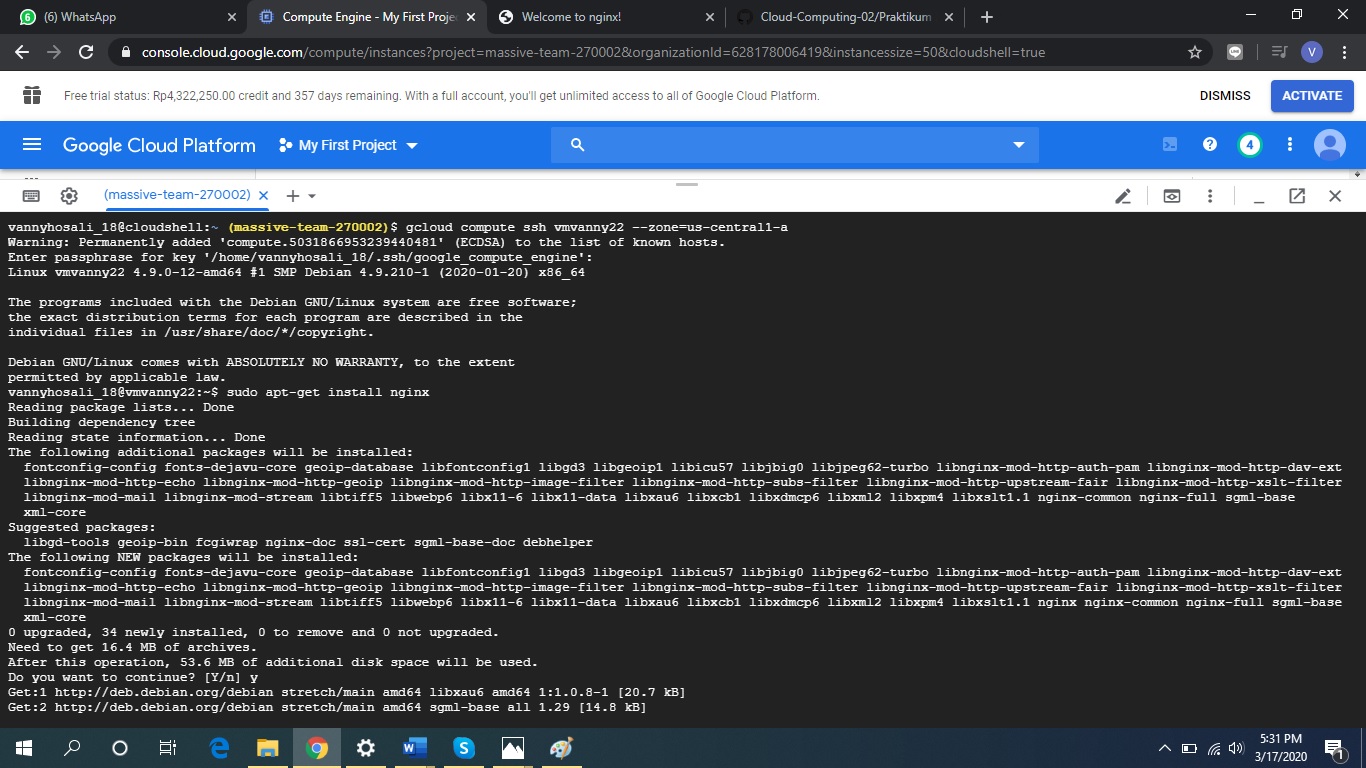 (6) WhatsApp
Compute Engine - My First Projec
Welcome to nginx!
Cloud-Computing-02/Praktikum
console.cloud.google.com/compute/instances?project=massive-team-270002&organizationId=628178006419&instancessize=50&cloudshell=true
V
Free trial status: Rp4,322,250.00 credit and 357 days remaining. With a full account, you'll get unlimited access to all of Google Cloud Platform.
DISMISS
ACTIVATE
Google Cloud Platform
My First Project
4
(massive-team-270002)
vannyhosali_18@cloudshell:~ (massive-team-270002)$ gcloud compute ssh vmvanny22 --zone=us-central1-a
Warning: Permanently added 'compute.5031866953239440481' (ECDSA) to the list of known hosts.
Enter passphrase for key '/home/vannyhosali_18/.ssh/google_compute_engine':
Linux vmvanny22 4.9.0-12-amd64 #1 SMP Debian 4.9.210-1 (2020-01-20) x86_64
The programs included with the Debian GNU/Linux system are free software;
the exact distribution terms for each program are described in the
individual files in /usr/share/doc/*/copyright.
Debian GNU/Linux comes with ABSOLUTELY NO WARRANTY, to the extent
permitted by applicable law.
vannyhosali_18@vmvanny22:~$ sudo apt-get install nginx
Reading package lists... Done
Building dependency tree
Reading state information... Done
The following additional packages will be installed:
fontconfig-config fonts-dejavu-core geoip-database libfontconfig1 libgd3 libgeoip1 libicu57 libjbig0 libjpeg62-turbo libnginx-mod-http-auth-pam libnginx-mod-http-dav-ext
libnginx-mod-http-echo libnginx-mod-http-geoip libnginx-mod-http-image-filter libnginx-mod-http-subs-filter libnginx-mod-http-upstream-fair libnginx-mod-http-xslt-filter
libnginx-mod-mail libnginx-mod-stream libtiff5 libwebp6 libx11-6 libx11-data libxau6 libxcb1 libxdmcp6 libxml2 libxpm4 libxslt1.1 nginx-common nginx-full sgml-base
xml-core
Suggested packages:
libgd-tools geoip-bin fcgiwrap nginx-doc ssl-cert sgml-base-doc debhelper
The following NEW packages will be installed:
fontconfig-config fonts-dejavu-core geoip-database libfontconfig1 libgd3 libgeoip1 libicu57 libjbig0 libjpeg62-turbo libnginx-mod-http-auth-pam libnginx-mod-http-dav-ext
libnginx-mod-http-echo libnginx-mod-http-geoip libnginx-mod-http-image-filter libnginx-mod-http-subs-filter libnginx-mod-http-upstream-fair libnginx-mod-http-xslt-filter
libnginx-mod-mail libnginx-mod-stream libtiff5 libwebp6 libx11-6 libx11-data libxau6 libxcb1 libxdmcp6 libxml2 libxpm4 libxslt1.1 nginx nginx-common nginx-full sgml-base
xml-core
0 upgraded, 34 newly installed, 0 to remove and 0 not upgraded.
Need to get 16.4 MB of archives.
After this operation, 53.6 MB of additional disk space will be used.
Do you want to continue? [Y/n] y
Get:1 http://deb.debian.org/debian stretch/main amd64 libxau6 amd64 1:1.0.8-1 [20.7 kB]
Get:2 http://deb.debian.org/debian stretch/main amd64 sgml-base all 1.29 [14.8 kB]
5:31 PM
3/17/2020
1